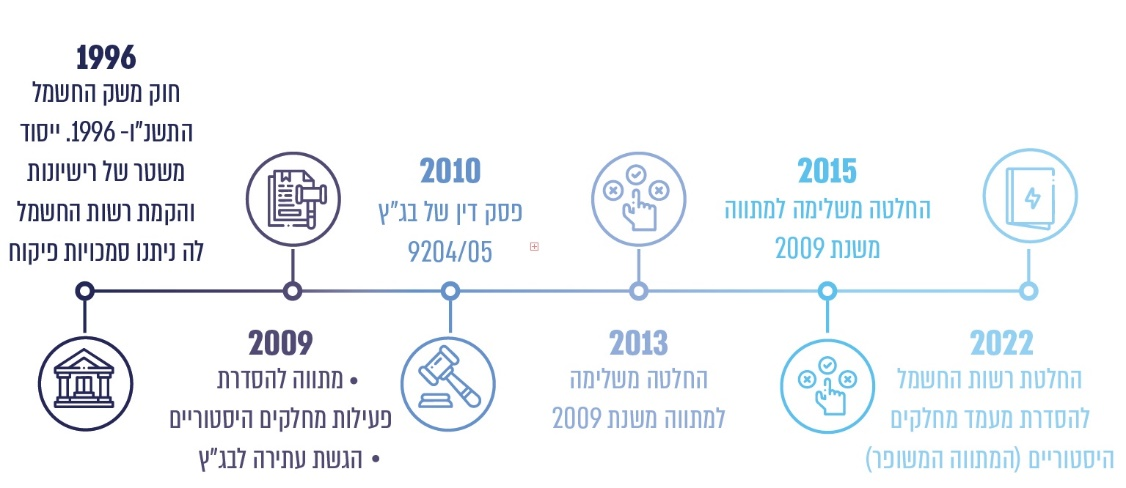 1996
חוק משק החשמל
התשנ"ו- 1996. ייסוד
משטר של רישיונות
והקמת רשות החשמל
לה ניתנו סמכויות פיקוח
2009
• מתווה להסדרת
פעילות מחלקים היסטוריים
• הגשת עתירה לבג"ץ
2010
פסק דין של בג"ץ
9204/05
2013
החלטה משלימה
למתווה משנת 2009
2015
החלטה משלימה למתווה
משנת 2009
2022
החלטת רשות החשמל
להסדרת מעמד מחלקים
היסטוריים (המתווה המשופר)